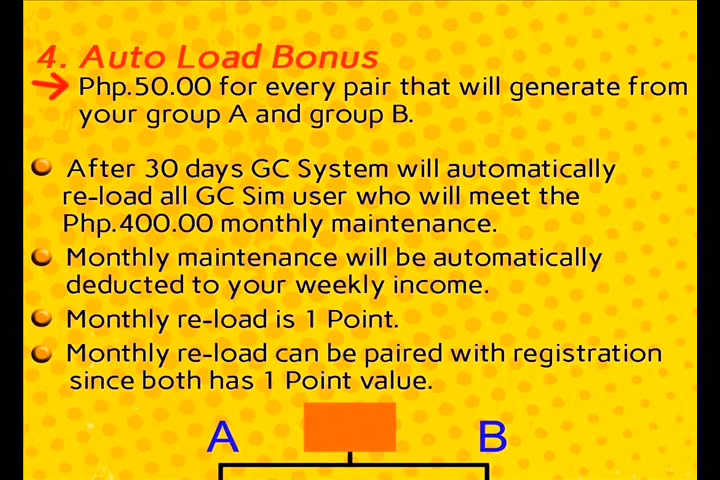 4. Auto Load Bonus
Php.50.00 for every pair that will generate from
your group A and group B.
After 30 days GC System will automatically
re-load all GC Sim user who will meet the
Php.400.00 monthly maintenance.
Monthly maintenance will be automatically
deducted to your weekly income.
Monthly re-load is 1 Point.
Monthly re-load can be paired with registration
since both has 1 Point value.
A B